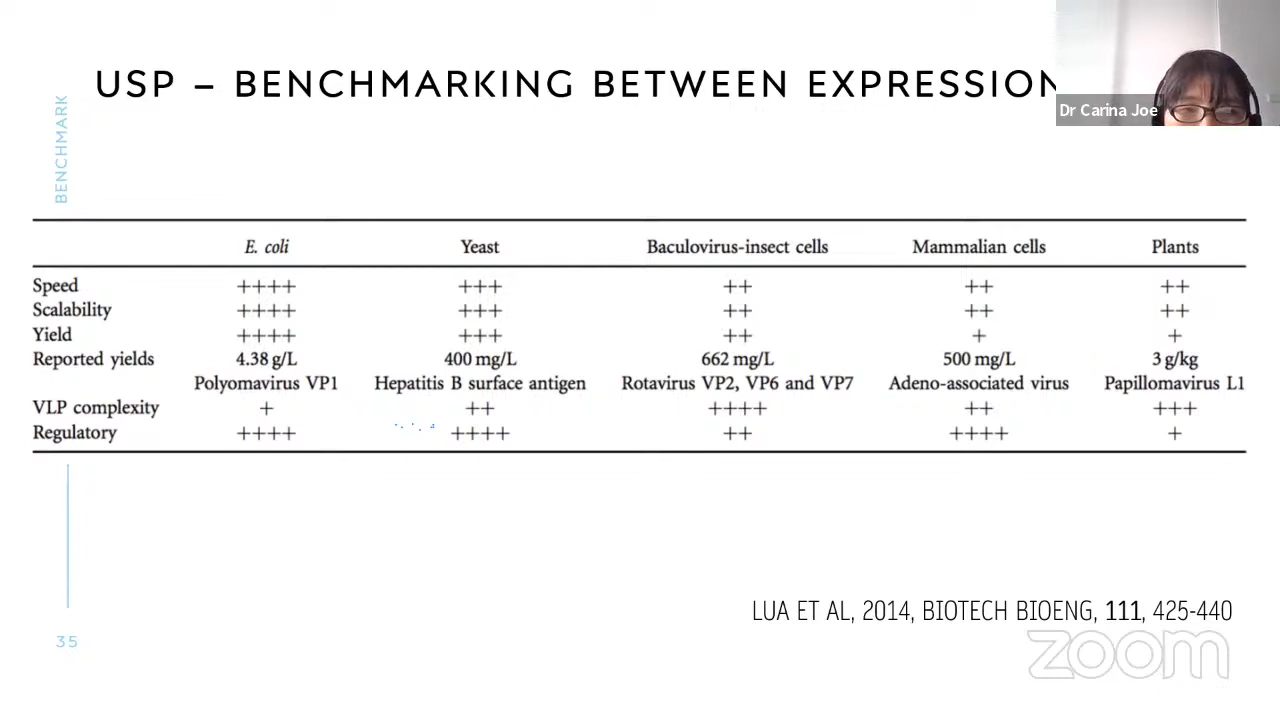 USP – BENCHMARKING BETWEEN EXPRESSION
Dr Carina Joe
BENCHMARK
E. coli Yeast Baculovirus-insect cells Mammalian cells Plants
Speed ++++ +++ ++ ++ ++
Scalability ++++ +++ ++ ++ ++
Yield ++++ +++ ++ + +
Reported yields 4.38 g/L 400 mg/L 662 mg/L 500 mg/L 3 g/kg
Polyomavirus VP1 Hepatitis B surface antigen Rotavirus VP2, VP6 and VP7 Adeno-associated virus Papillomavirus L1
VLP complexity + ++ ++++ ++ +++
Regulatory ++++ ++++ ++ ++++ +
LUA ET AL, 2014, BIOTECH BIOENG, 111, 425-440
35
zoom